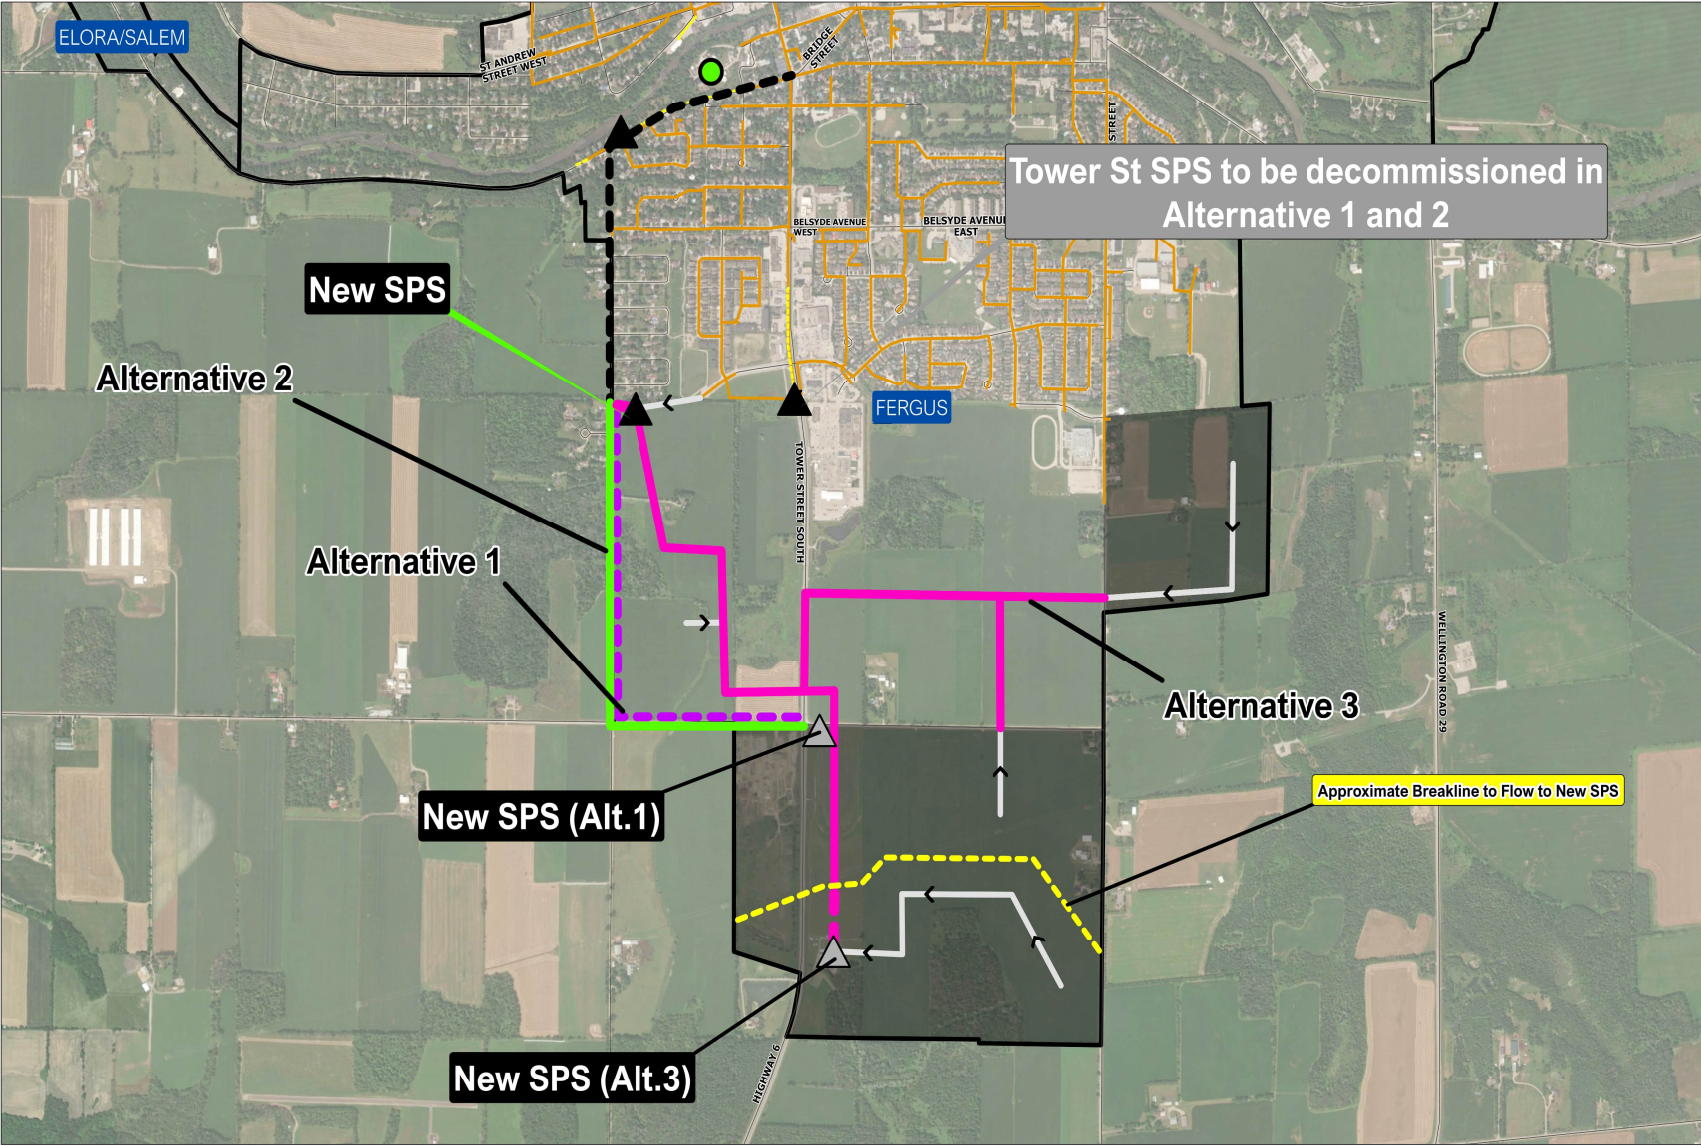 ELORA/SALEM
ST ANDREW
STREET WEST
BRIDGE
STREET
STREET
Tower St SPS to be decommissioned in
Alternative 1 and 2
BELSYDE AVENUE
WEST
BELSYDE AVENUE
EAST
New SPS
Alternative 2
FERGUS
TOWER STREET SOUTH
Alternative 1
Alternative 3
WELLINGTON ROAD 29
New SPS (Alt.1)
Approximate Breakline to Flow to New SPS
New SPS (Alt.3)
HIGHWAY 6